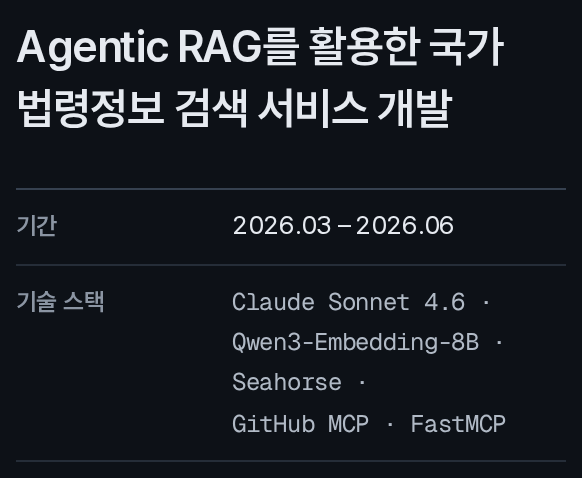 Agentic RAG를 활용한 국가
법령정보 검색 서비스 개발
기간 2026.03 – 2026.06
기술 스택 Claude Sonnet 4.6 ·
Qwen3-Embedding-8B ·
Seahorse ·
GitHub MCP · FastMCP